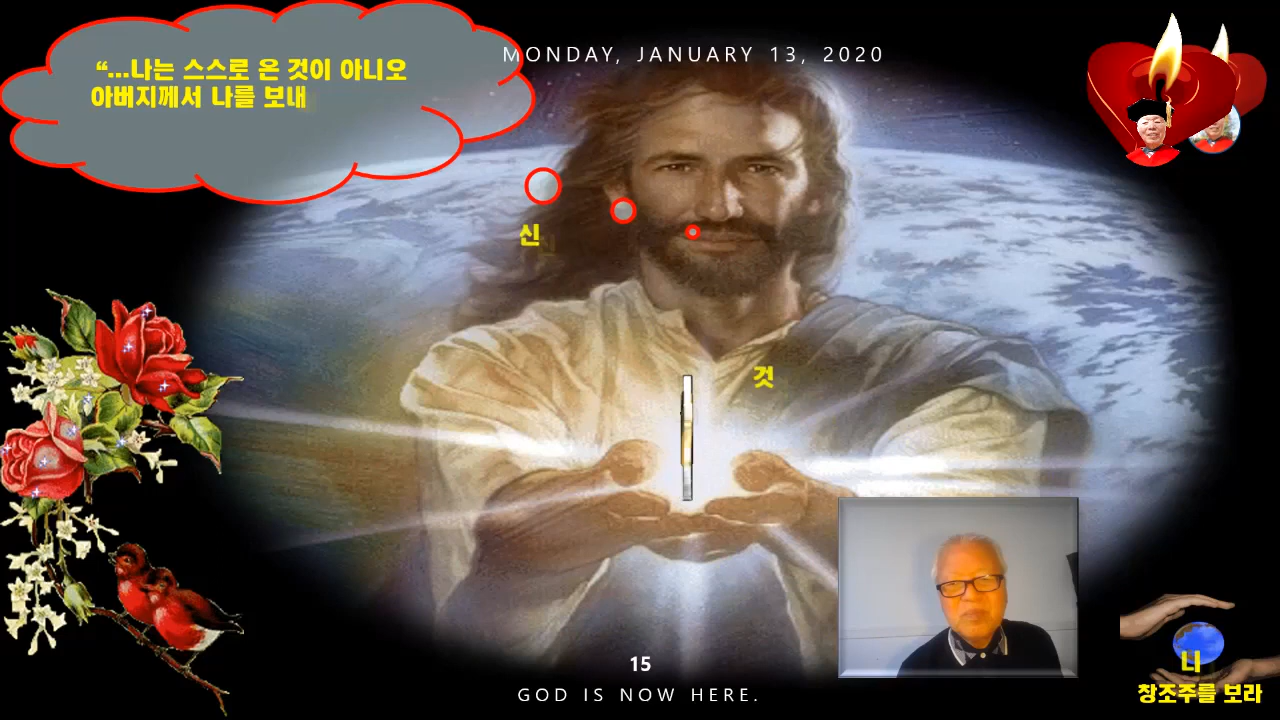 MONDAY, JANUARY 13, 2020
“...나는 스스로 온 것이 아니오
아버지께서 나를 보내
신
것
15
GOD IS NOW HERE.
니
창조주를 보라